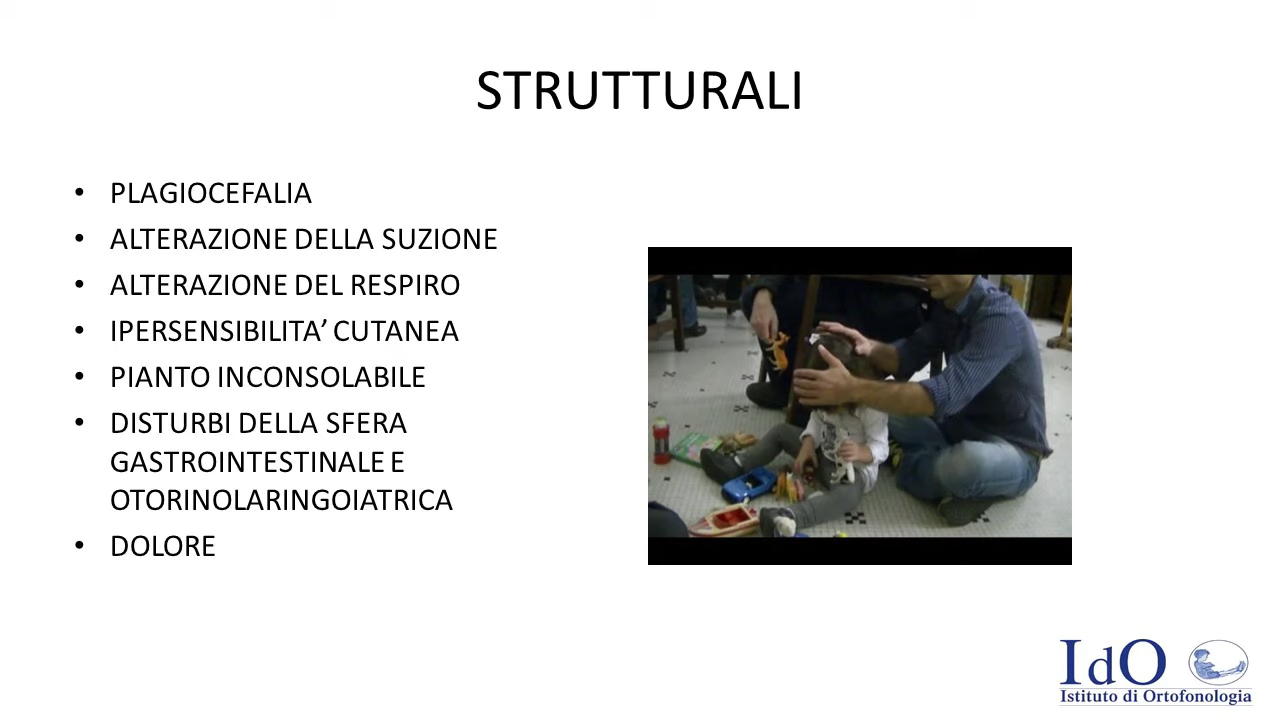 STRUTTURALI
• PLAGIOCEFALIA
• ALTERAZIONE DELLA SUZIONE
• ALTERAZIONE DEL RESPIRO
• IPERSENSIBILITA’ CUTANEA
• PIANTO INCONSOLABILE
• DISTURBI DELLA SFERA
GASTROINTESTINALE E
OTORINOLARINGOIATRICA
• DOLORE
IdO
Istituto di Ortofonologia